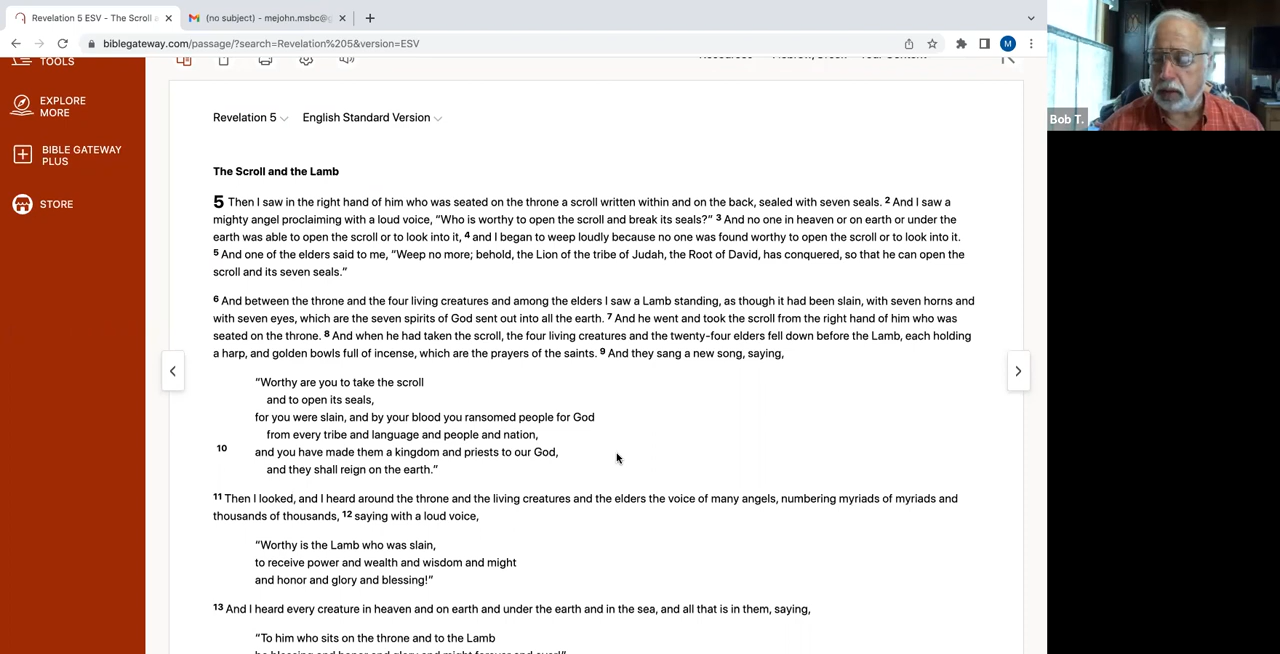 Revelation 5 ESV - The Scroll a
(no subject) - mejohn.msbc@g
biblegateway.com/passage/?search=Revelation%205&version=ESV
M
TOOLS
EXPLORE
MORE
BIBLE GATEWAY
PLUS
STORE
Bob T.
Revelation 5 English Standard Version
The Scroll and the Lamb
5 Then I saw in the right hand of him who was seated on the throne a scroll written within and on the back, sealed with seven seals. 2 And I saw a
mighty angel proclaiming with a loud voice, “Who is worthy to open the scroll and break its seals?” 3 And no one in heaven or on earth or under the
earth was able to open the scroll or to look into it, 4 and I began to weep loudly because no one was found worthy to open the scroll or to look into it.
5 And one of the elders said to me, “Weep no more; behold, the Lion of the tribe of Judah, the Root of David, has conquered, so that he can open the
scroll and its seven seals.”
6 And between the throne and the four living creatures and among the elders I saw a Lamb standing, as though it had been slain, with seven horns and
with seven eyes, which are the seven spirits of God sent out into all the earth. 7 And he went and took the scroll from the right hand of him who was
seated on the throne. 8 And when he had taken the scroll, the four living creatures and the twenty-four elders fell down before the Lamb, each holding
a harp, and golden bowls full of incense, which are the prayers of the saints. 9 And they sang a new song, saying,
“Worthy are you to take the scroll
and to open its seals,
for you were slain, and by your blood you ransomed people for God
from every tribe and language and people and nation,
10 and you have made them a kingdom and priests to our God,
and they shall reign on the earth.”
11 Then I looked, and I heard around the throne and the living creatures and the elders the voice of many angels, numbering myriads of myriads and
thousands of thousands, 12 saying with a loud voice,
“Worthy is the Lamb who was slain,
to receive power and wealth and wisdom and might
and honor and glory and blessing!”
13 And I heard every creature in heaven and on earth and under the earth and in the sea, and all that is in them, saying,
“To him who sits on the throne and to the Lamb